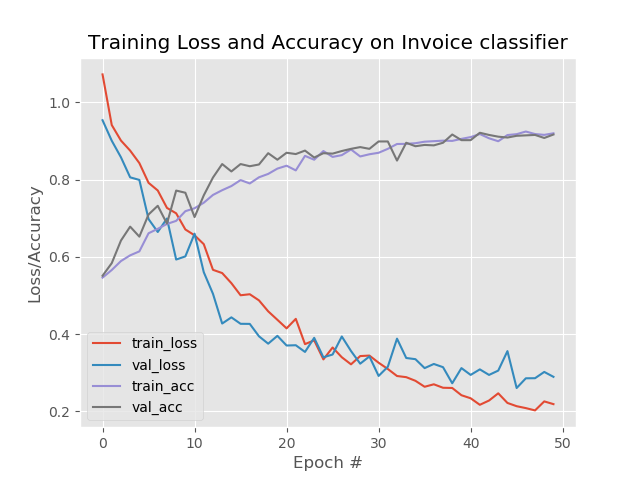 Training Loss and Accuracy on Invoice classifier
Loss/Accuracy
1.0
0.8
0.6
0.4
0.2
train_loss
val_loss
train_acc
val_acc
0
10
20
30
40
50
Epoch #